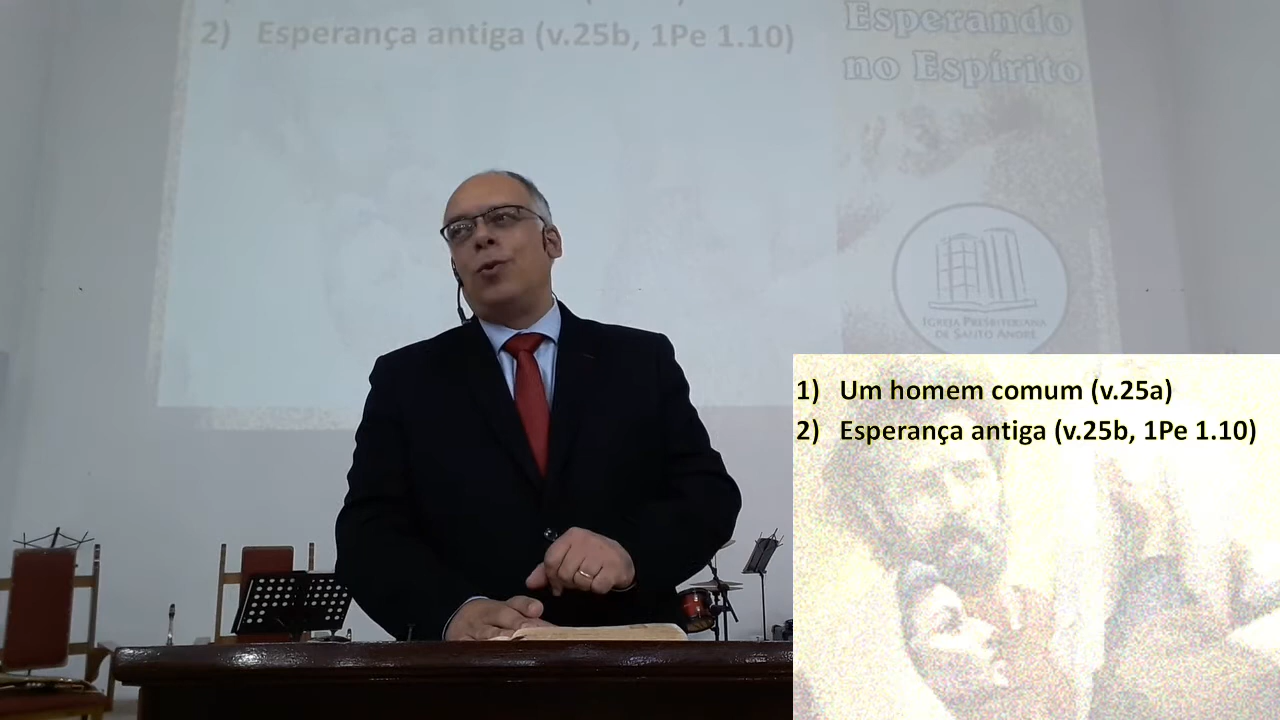 2) Esperança antiga (v.25b, 1Pe 1.10)
Esperando
no Espírito
IGREJA PRESBITERIANA
DE SANTO ANDRÉ
1) Um homem comum (v.25a)
2) Esperança antiga (v.25b, 1Pe 1.10)